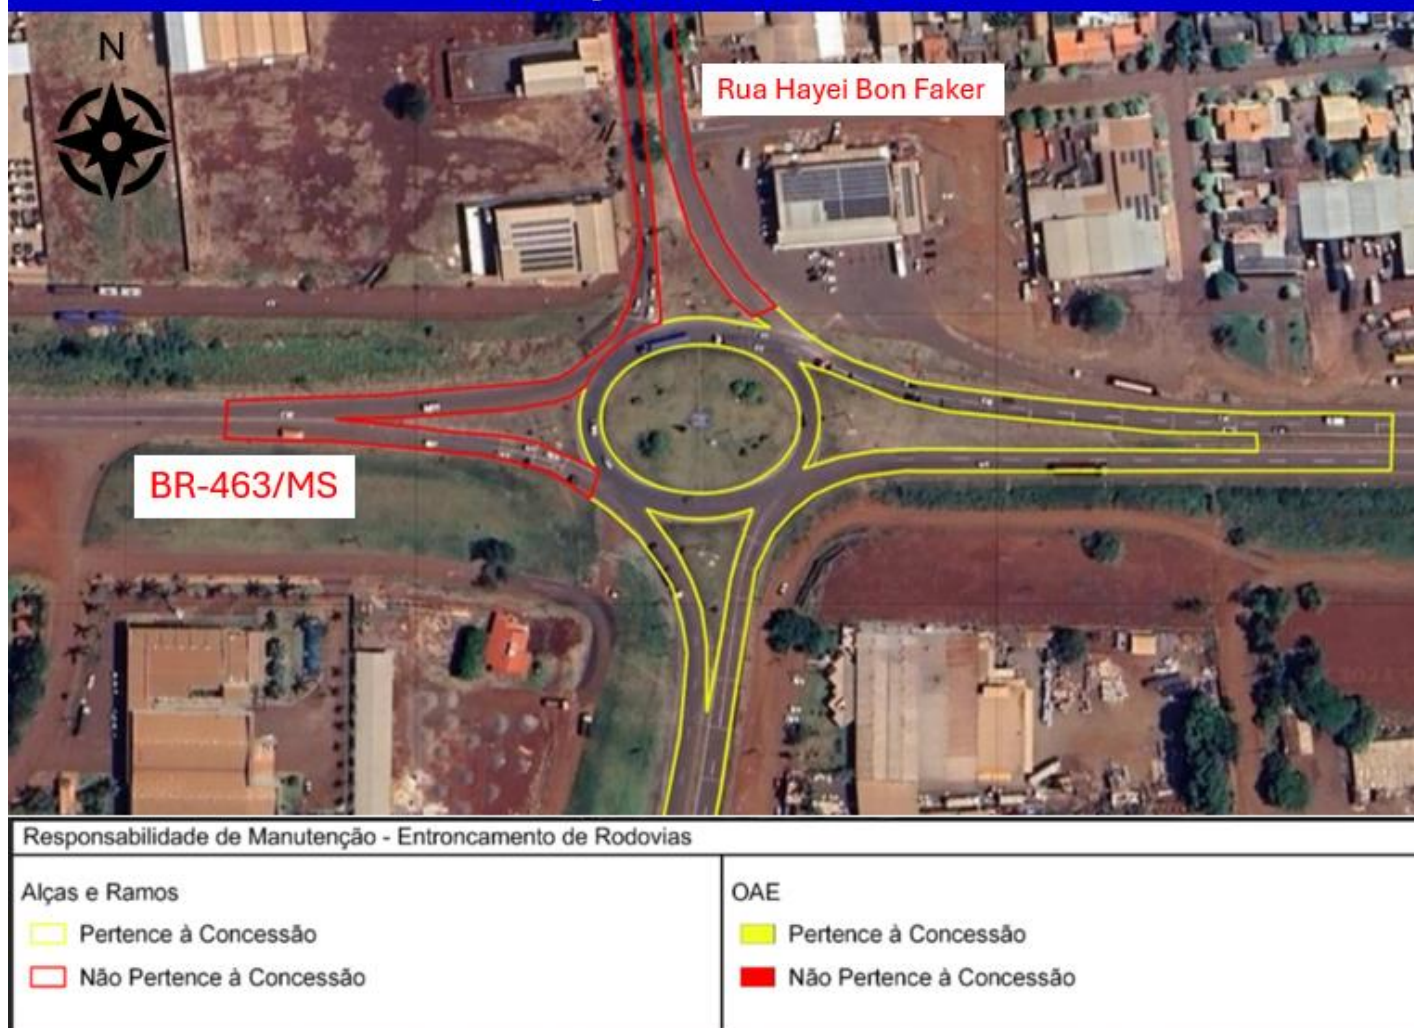 N
Rua Hayei Bon Faker
BR-463/MS
Responsabilidade de Manutenção - Entroncamento de Rodovias
Alças e Ramos
Pertence à Concessão
Não Pertence à Concessão
OAE
Pertence à Concessão
Não Pertence à Concessão